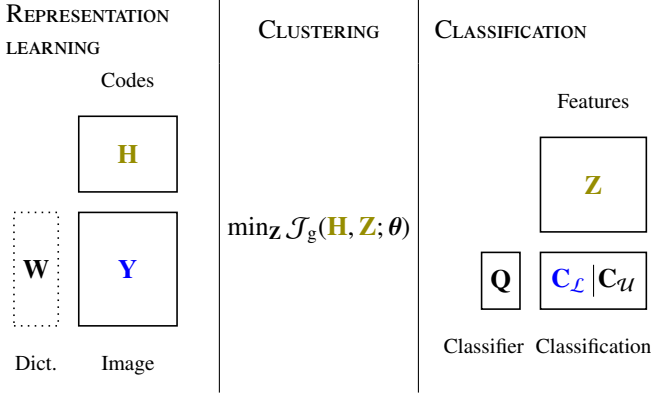 REPRESENTATION
LEARNING
CLUSTERING
CLASSIFICATION
Codes
H
W
Y
Dict.
Image
min_Z 𝒥_g(H, Z; θ)
Features
Z
Q
C_ℒ | C_𝒰
Classifier
Classification